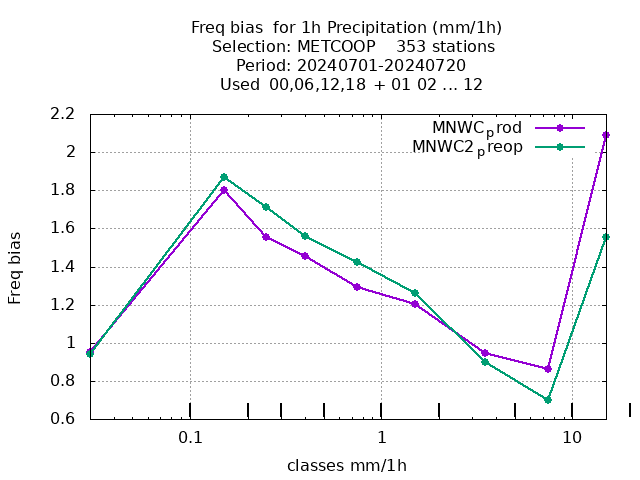 Freq bias  for 1h Precipitation (mm/1h)
Selection: METCOOP    353 stations
Period: 20240701-20240720
Used  00,06,12,18  + 01 02 ... 12
MNWCprod
MNWC2preop
2.2
2
1.8
1.6
1.4
1.2
1
0.8
0.6
Freq bias
0.1 1 10
classes mm/1h